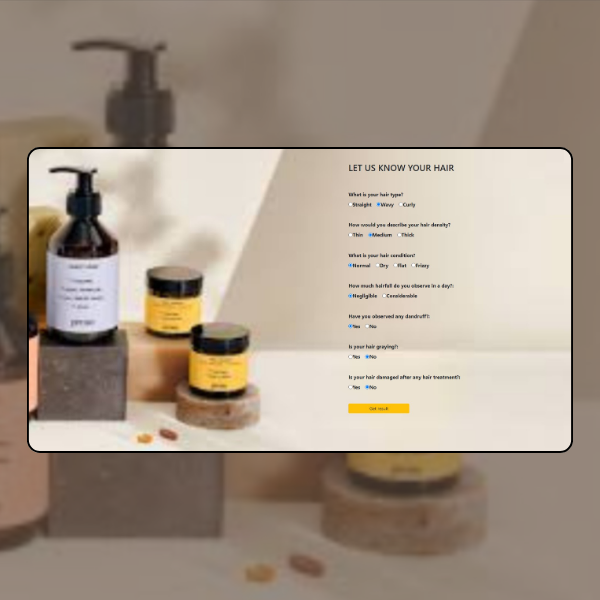 LET US KNOW YOUR HAIR
What is your hair type?
Straight Wavy Curly
How would you describe your hair density?
Thin Medium Thick
What is your hair condition?
Normal Dry Flat Frizzy
How much hairfall do you observe in a day?
Negligible Considerable
Have you observed any dandruff?
Yes No
Is your hair graying?
Yes No
Is your hair damaged after any hair treatment?
Yes No